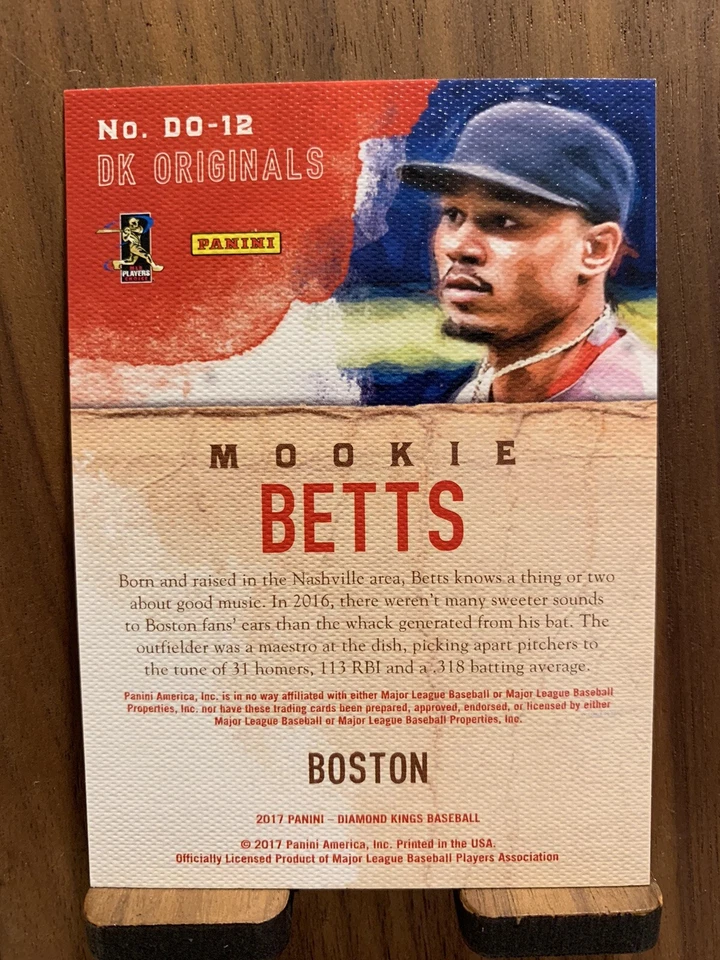 No. DO-12
DK ORIGINALS
MLB
PLAYERS
CHOICE
PANINI
MOOKIE
BETTS
Born and raised in the Nashville area, Betts knows a thing or two
about good music. In 2016, there weren't many sweeter sounds
to Boston fans' ears than the whack generated from his bat. The
outfielder was a maestro at the dish, picking apart pitchers to
the tune of 31 homers, 113 RBI and a .318 batting average.
Panini America, Inc. is in no way affiliated with either Major League Baseball or Major League Baseball
Properties, Inc. nor have these trading cards been prepared, approved, endorsed, or licensed by either
Major League Baseball or Major League Baseball Properties, Inc.
BOSTON
2017 PANINI – DIAMOND KINGS BASEBALL
© 2017 Panini America, Inc. Printed in the USA.
Officially Licensed Product of Major League Baseball Players Association